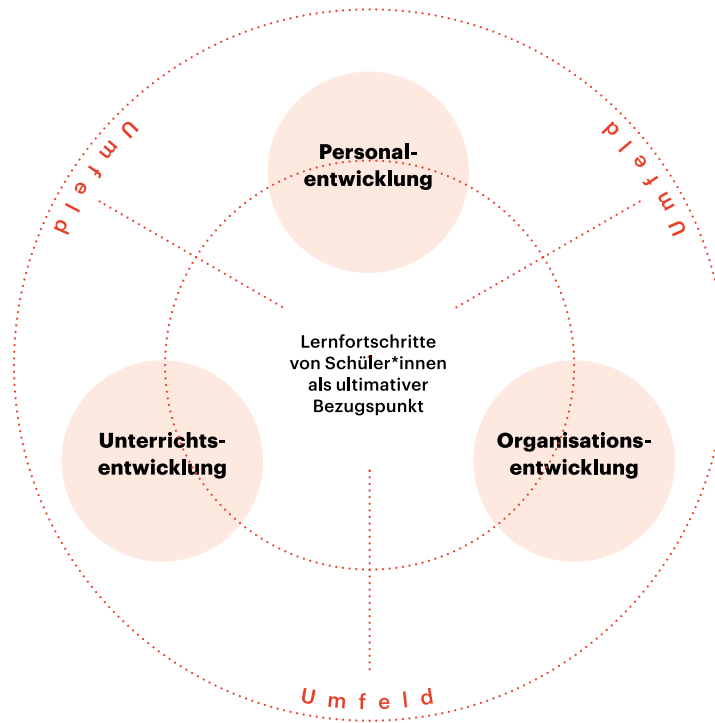 Umfeld
Umfeld
Personal-
entwicklung
Lernfortschritte
von Schüler*innen
als ultimativer
Bezugspunkt
Unterrichts-
entwicklung
Organisations-
entwicklung
Umfeld